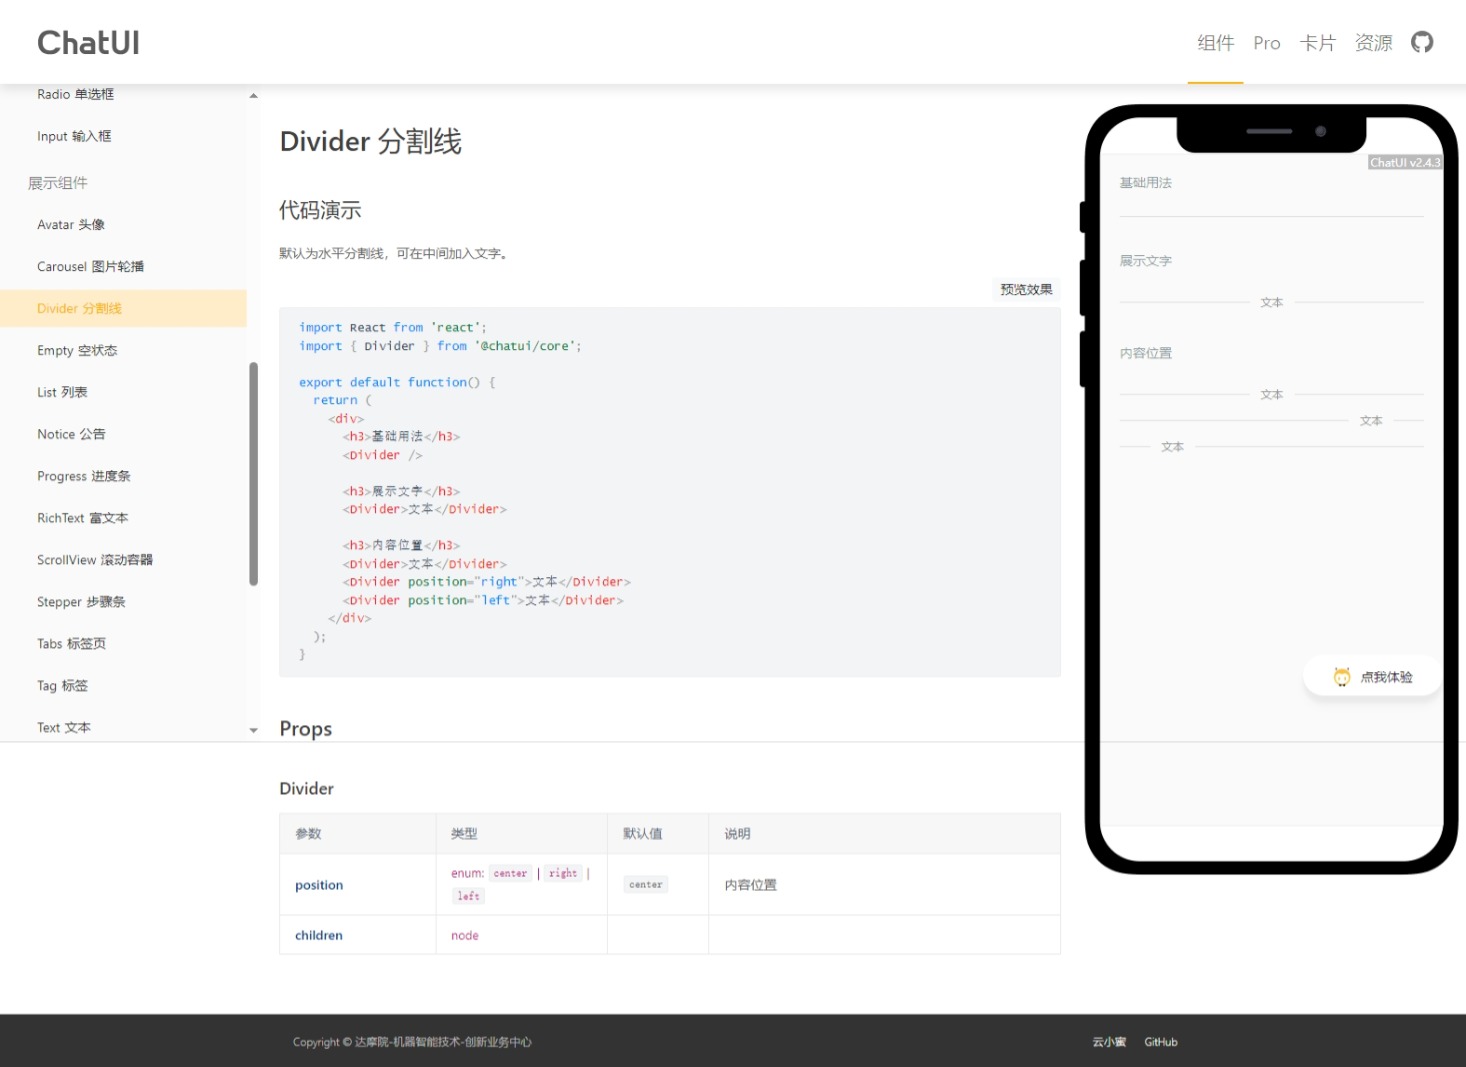 ChatUI
组件 Pro 卡片 资源
Radio 单选框
Input 输入框
展示组件
Avatar 头像
Carousel 图片轮播
Divider 分割线
Empty 空状态
List 列表
Notice 公告
Progress 进度条
RichText 富文本
ScrollView 滚动容器
Stepper 步骤条
Tabs 标签页
Tag 标签
Text 文本
Divider 分割线
代码演示
默认为水平分割线，可在中间加入文字。
预览效果
import React from 'react';
import { Divider } from '@chatui/core';
export default function() {
return (
<div>
<h3>基础用法</h3>
<Divider />
<h3>展示文字</h3>
<Divider>文本</Divider>
<h3>内容位置</h3>
<Divider>文本</Divider>
<Divider position="right">文本</Divider>
<Divider position="left">文本</Divider>
</div>
);
}
Props
Divider
参数 类型 默认值 说明
position enum: center | right | left center 内容位置
children node
ChatUI v2.4.3
基础用法
展示文字
文本
内容位置
文本
文本
文本
点我体验
Copyright © 达摩院-机器智能技术-创新业务中心
云小蜜 GitHub